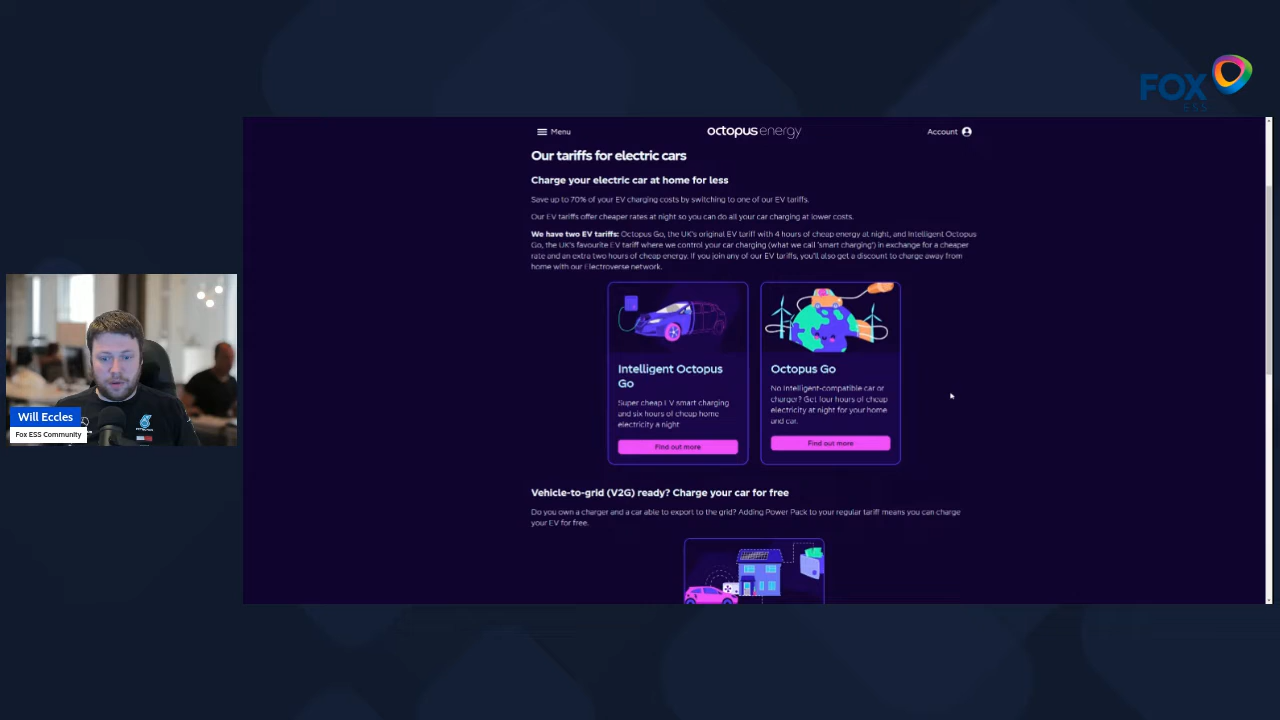 FOX
ESS
Menu
octopus energy
Account
Our tariffs for electric cars
Charge your electric car at home for less
Save up to 70% of your EV charging costs by switching to one of our EV tariffs.
Our EV tariffs offer cheaper rates at night so you can do all your car charging at lower costs.
We have two EV tariffs: Octopus Go, the UK's original EV tariff with 4 hours of cheap energy at night, and Intelligent Octopus
Go, the UK's favourite EV tariff where we control your car charging (what we call 'smart charging') in exchange for a cheaper
rate and an extra two hours of cheap energy. If you join any of our EV tariffs, you'll also get a discount to charge away from
home with our Electroverse network.
Intelligent Octopus
Go
Super cheap EV smart charging
and six hours of cheap home
electricity a night
Find out more
Octopus Go
No Intelligent-compatible car or
charger? Get four hours of cheap
electricity at night for your home
and car.
Find out more
Will Eccles
Fox ESS Community
Vehicle-to-grid (V2G) ready? Charge your car for free
Do you own a charger and a car able to export to the grid? Adding Power Pack to your regular tariff means you can charge
your EV for free.